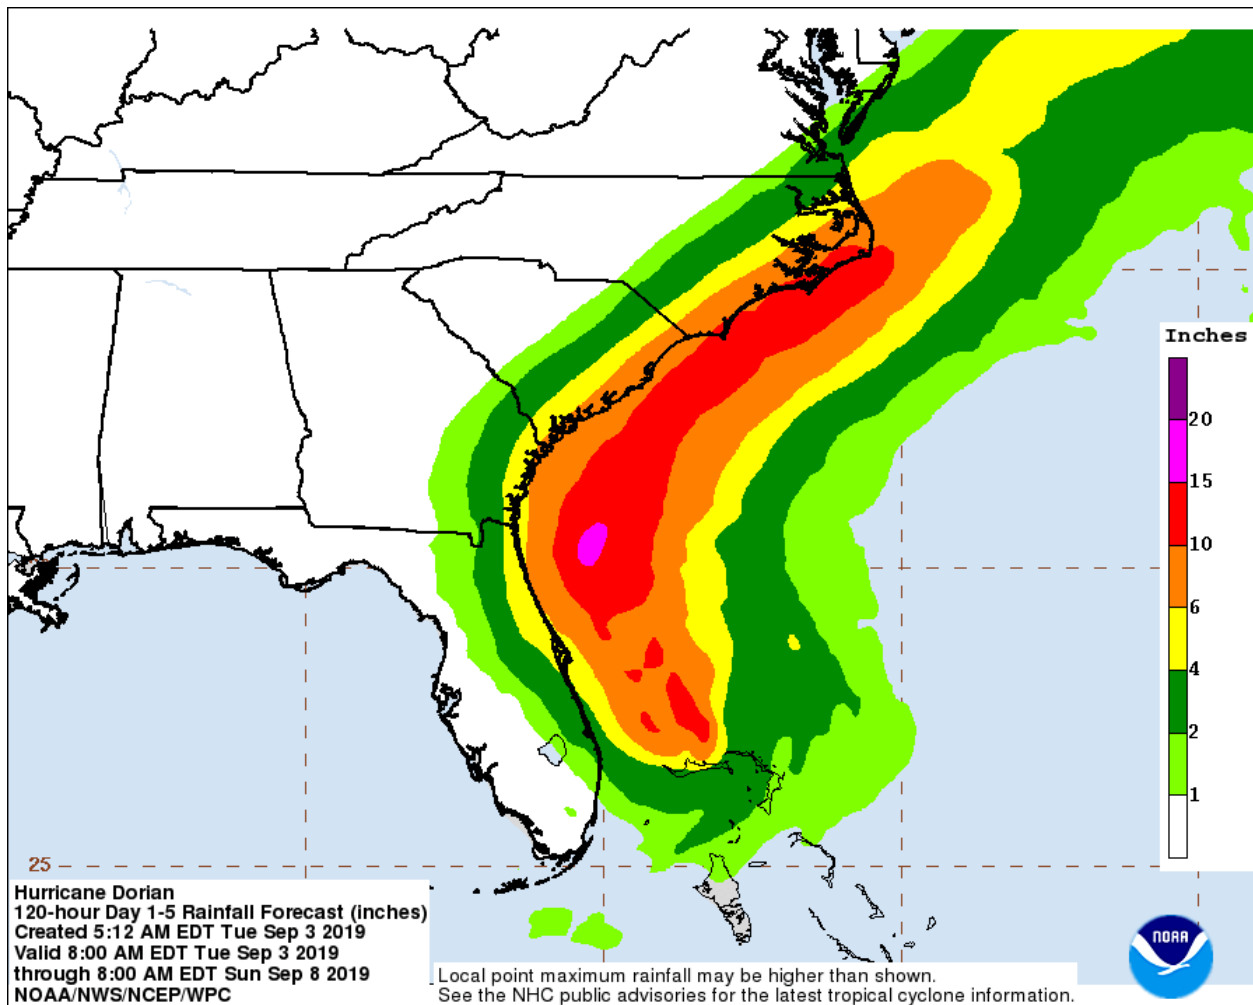 Inches
20
15
10
6
4
2
1
25
Hurricane Dorian
120-hour Day 1-5 Rainfall Forecast (inches)
Created 5:12 AM EDT Tue Sep 3 2019
Valid 8:00 AM EDT Tue Sep 3 2019
through 8:00 AM EDT Sun Sep 8 2019
NOAA/NWS/NCEP/WPC
Local point maximum rainfall may be higher than shown.
See the NHC public advisories for the latest tropical cyclone information.
NOAA